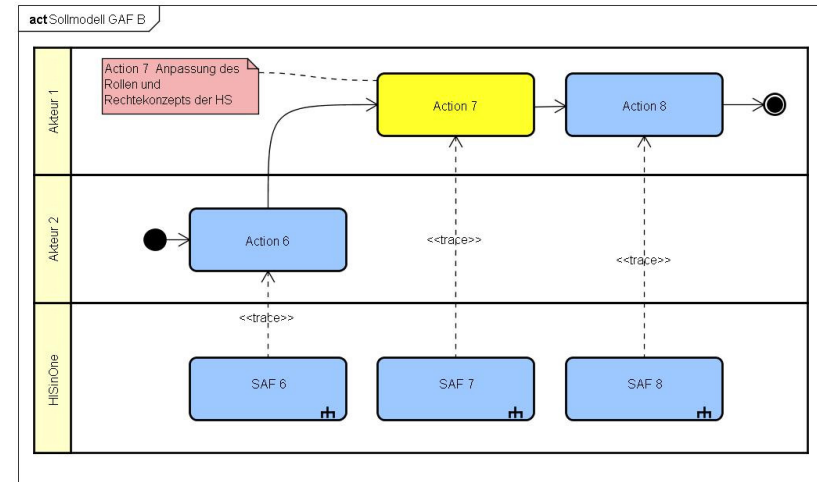 act Sollmodell GAF B
Akteur 1
Action 7 Anpassung des
Rollen und
Rechtekonzepts der HS
Action 7
Action 8
Akteur 2
Action 6
<<trace>>
<<trace>>
<<trace>>
HISinOne
SAF 6
SAF 7
SAF 8